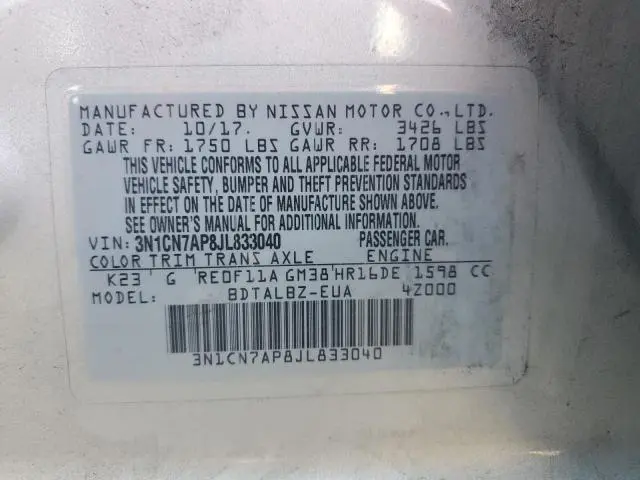 MANUFACTURED BY NISSAN MOTOR CO.,LTD.
DATE: 10/17. GVWR: 3426 LBS
GAWR FR: 1750 LBS GAWR RR: 1708 LBS
THIS VEHICLE CONFORMS TO ALL APPLICABLE FEDERAL MOTOR
VEHICLE SAFETY, BUMPER AND THEFT PREVENTION STANDARDS
IN EFFECT ON THE DATE OF MANUFACTURE SHOWN ABOVE.
SEE OWNER'S MANUAL FOR ADDITIONAL INFORMATION.
VIN: 3N1CN7AP8JL833040 PASSENGER CAR.
COLOR TRIM TRANS AXLE ENGINE
K23 G RE0F11A GM38 HR16DE 1598 CC
MODEL: BDTALBZ-EUA 4Z000
3N1CN7AP8JL833040